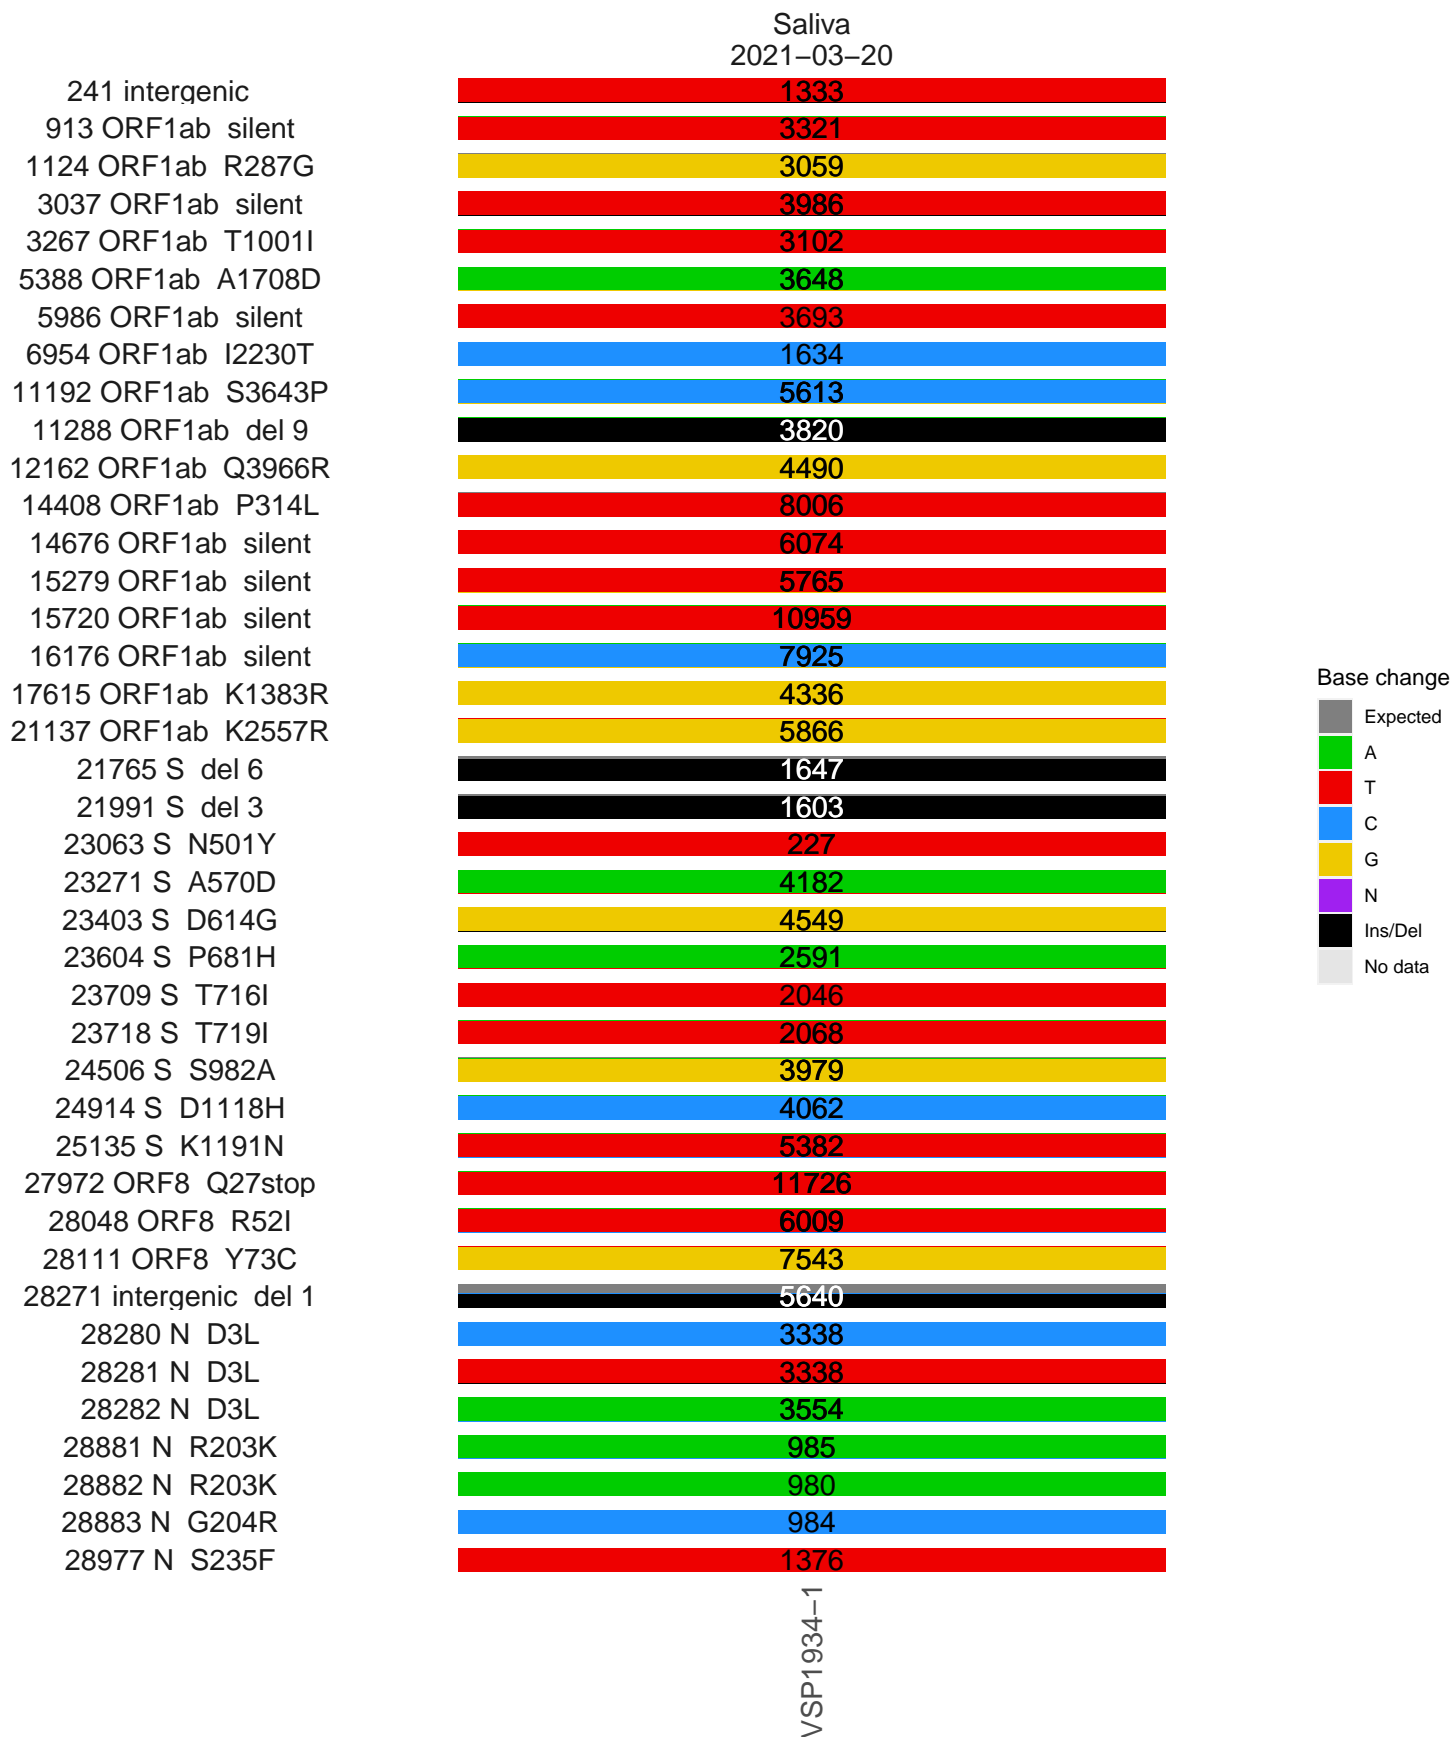 Saliva
2021−03−20
241 intergenic 1333
913 ORF1ab silent 3321
1124 ORF1ab R287G 3059
3037 ORF1ab silent 3986
3267 ORF1ab T1001I 3102
5388 ORF1ab A1708D 3648
5986 ORF1ab silent 3693
6954 ORF1ab I2230T 1634
11192 ORF1ab S3643P 5613
11288 ORF1ab del 9 3820
12162 ORF1ab Q3966R 4490
14408 ORF1ab P314L 8006
14676 ORF1ab silent 6074
15279 ORF1ab silent 5765
15720 ORF1ab silent 10959
16176 ORF1ab silent 7925
17615 ORF1ab K1383R 4336
21137 ORF1ab K2557R 5866
21765 S del 6 1647
21991 S del 3 1603
23063 S N501Y 227
23271 S A570D 4182
23403 S D614G 4549
23604 S P681H 2591
23709 S T716I 2046
23718 S T719I 2068
24506 S S982A 3979
24914 S D1118H 4062
25135 S K1191N 5382
27972 ORF8 Q27stop 11726
28048 ORF8 R52I 6009
28111 ORF8 Y73C 7543
28271 intergenic del 1 5640
28280 N D3L 3338
28281 N D3L 3338
28282 N D3L 3554
28881 N R203K 985
28882 N R203K 980
28883 N G204R 984
28977 N S235F 1376
VSP1934−1
Base change
Expected
A
T
C
G
N
Ins/Del
No data